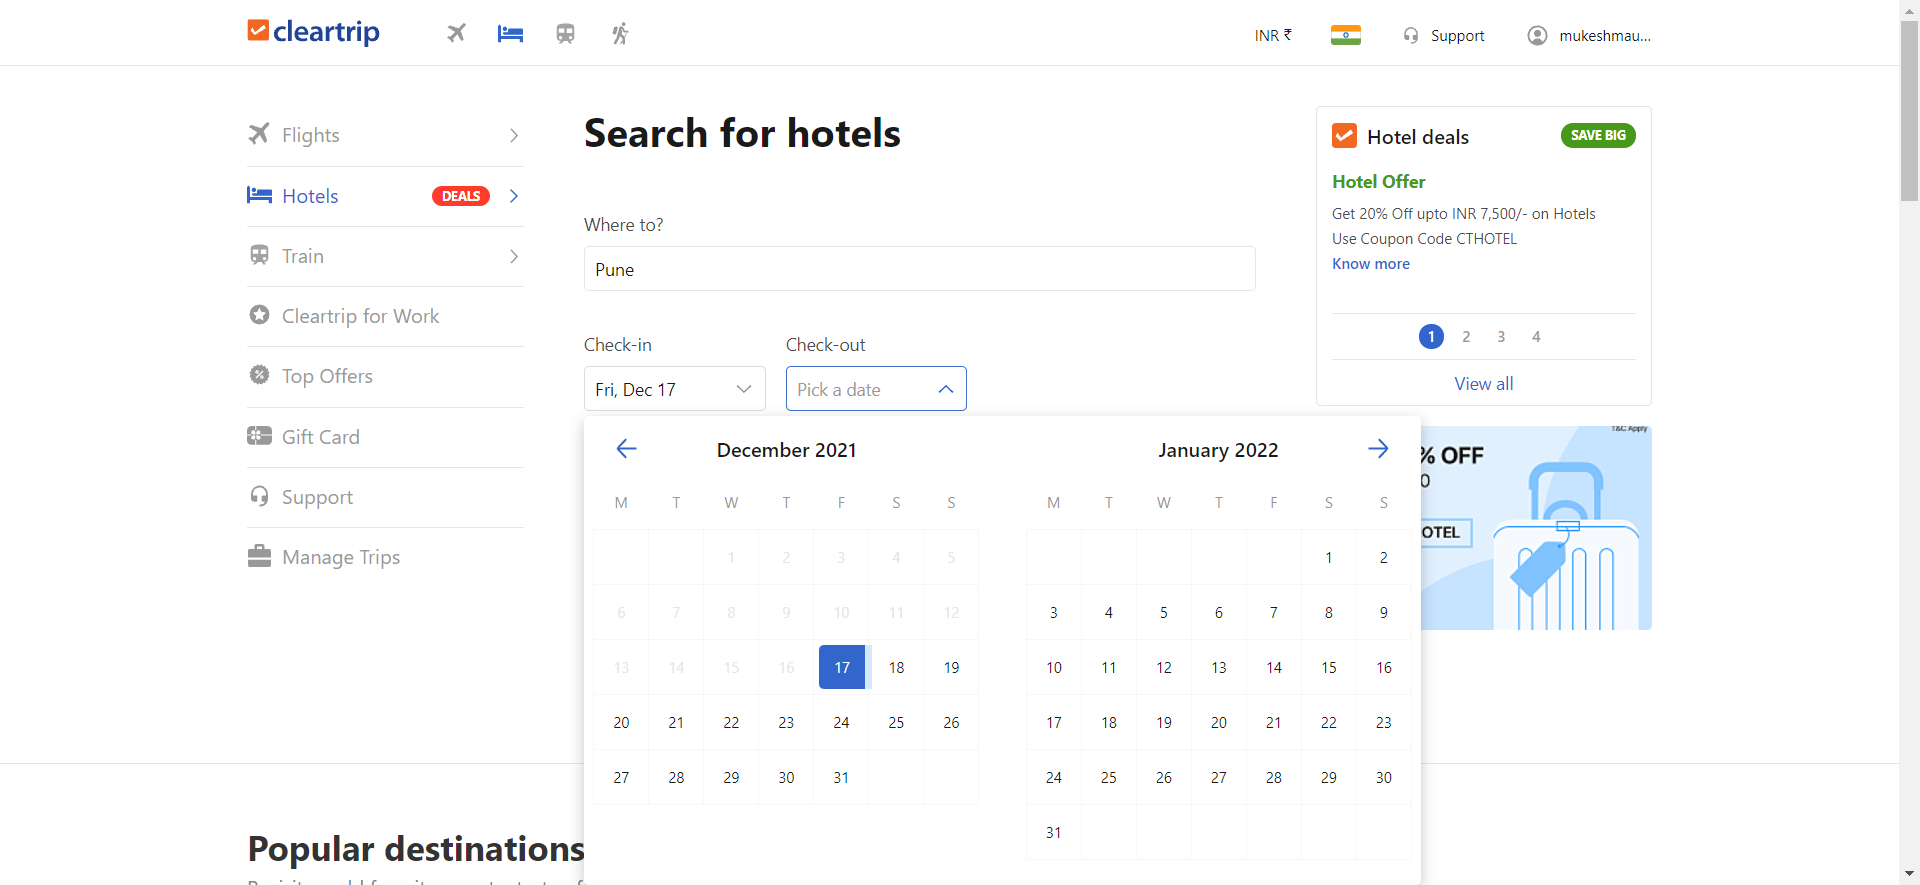 cleartrip
INR ₹
Support
mukeshmau...
Flights
Hotels
DEALS
Train
Cleartrip for Work
Top Offers
Gift Card
Support
Manage Trips
Search for hotels
Where to?
Pune
Check-in
Check-out
Fri, Dec 17
Pick a date
December 2021
M T W T F S S
1 2 3 4 5
6 7 8 9 10 11 12
13 14 15 16 17 18 19
20 21 22 23 24 25 26
27 28 29 30 31
January 2022
M T W T F S S
1 2
3 4 5 6 7 8 9
10 11 12 13 14 15 16
17 18 19 20 21 22 23
24 25 26 27 28 29 30
31
Hotel deals
SAVE BIG
Hotel Offer
Get 20% Off upto INR 7,500/- on Hotels
Use Coupon Code CTHOTEL
Know more
1 2 3 4
View all
T&C Apply
% OFF
0
OTEL
Popular destinations